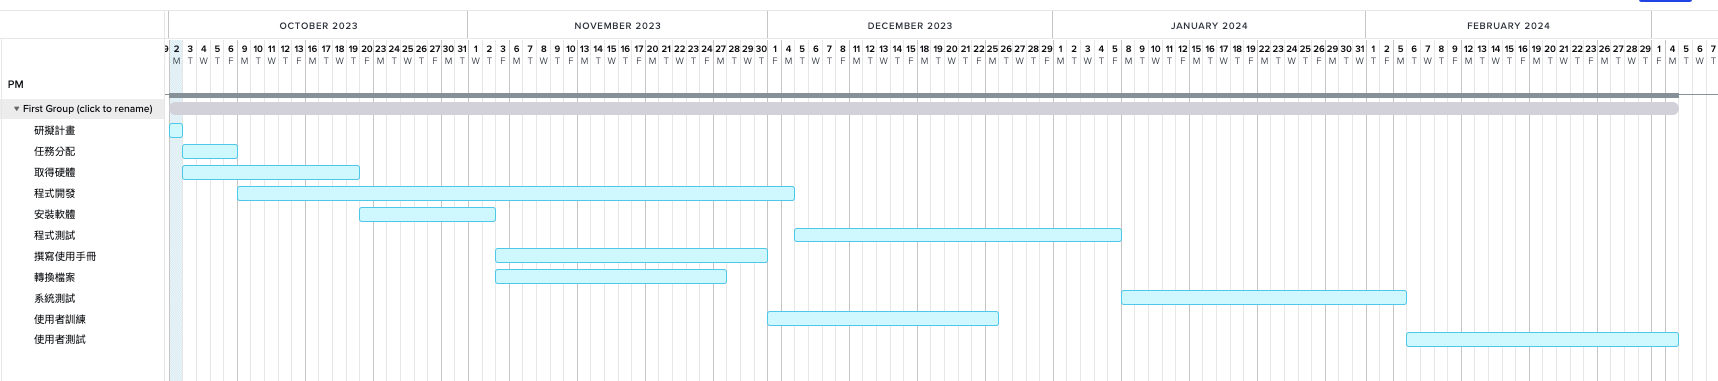 OCTOBER 2023 NOVEMBER 2023 DECEMBER 2023 JANUARY 2024 FEBRUARY 2024
9 2 3 4 5 6 9 10 11 12 13 16 17 18 19 20 23 24 25 26 27 30 31 1 2 3 6 7 8 9 10 13 14 15 16 17 20 21 22 23 24 27 28 29 30 1 4 5 6 7 8 11 12 13 14 15 18 19 20 21 22 25 26 27 28 29 1 2 3 4 5 8 9 10 11 12 15 16 17 18 19 22 23 24 25 26 29 30 31 1 2 5 6 7 8 9 12 13 14 15 16 19 20 21 22 23 26 27 28 29 1 4 5 6 7
M T W T F M T W T F M T W T F M T W T F M T W T F M T W T F M T W T F M T W T F M T W T F M T W T F M T W T F M T W T F M T W T F M T W T F M T W T F M T W T F M T W T F M T W T F M T W T F M T W T F M T W T F M T W T F M T W T F M T W T
PM
First Group (click to rename)
研擬計畫
任務分配
取得硬體
程式開發
安裝軟體
程式測試
撰寫使用手冊
轉換檔案
系統測試
使用者訓練
使用者測試